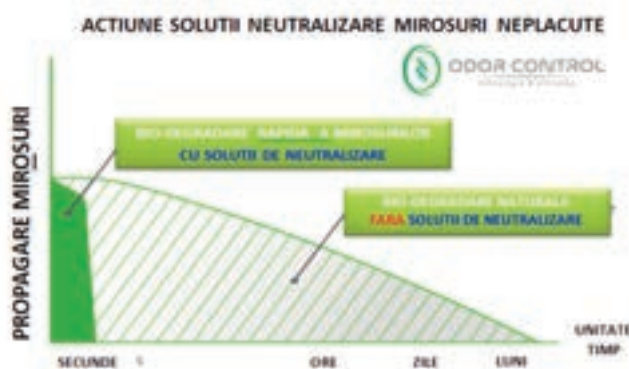 ACTIUNE SOLUTII NEUTRALIZARE MIROSURI NEPLACUTE
ODOR CONTROL
PROPAGARE MIROSURI
BIO-DEGRADARE RAPIDA A MIROSURILOR
CU SOLUTII DE NEUTRALIZARE
BIO-DEGRADARE NATURALA
FARA SOLUTII DE NEUTRALIZARE
UNITATE
TIMP
SECUNDE
ORE
ZILE
LUNI